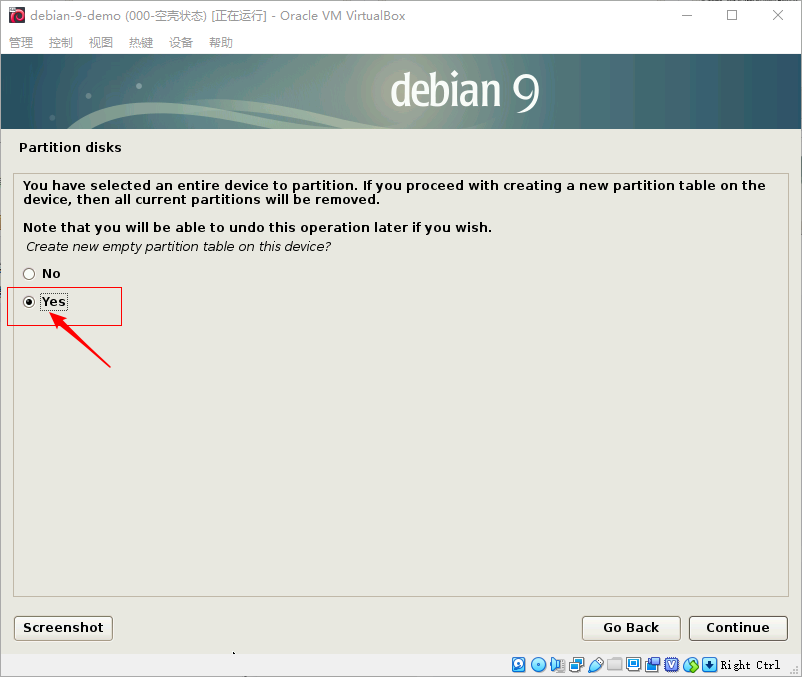 debian-9-demo (000-空壳状态) [正在运行] - Oracle VM VirtualBox
管理 控制 视图 热键 设备 帮助
debian 9
Partition disks
You have selected an entire device to partition. If you proceed with creating a new partition table on the
device, then all current partitions will be removed.
Note that you will be able to undo this operation later if you wish.
Create new empty partition table on this device?
No
Yes
Screenshot Go Back Continue
Right Ctrl